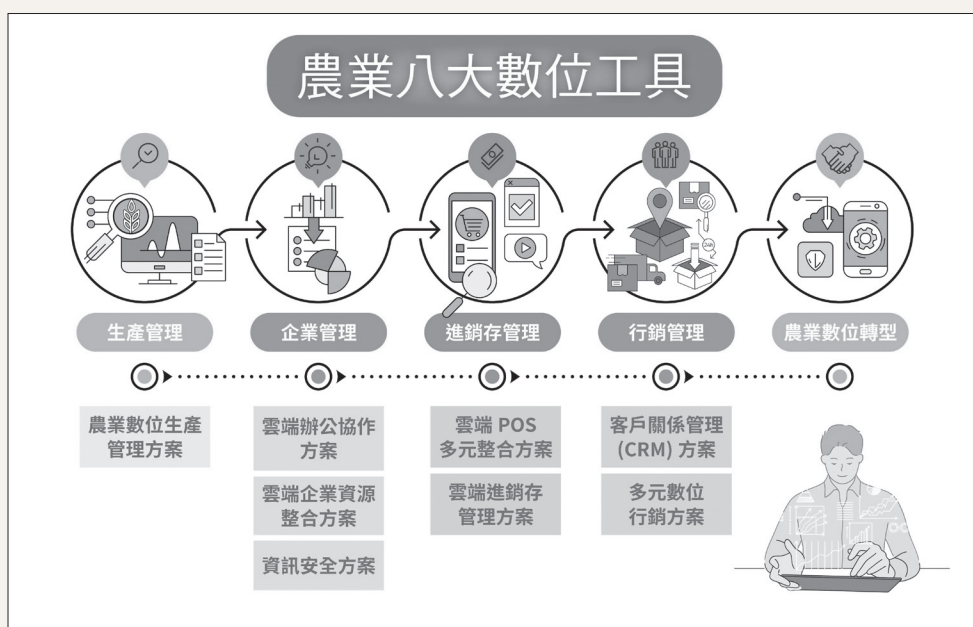 農業八大數位工具
24h
生產管理
企業管理
進銷存管理
行銷管理
農業數位轉型
農業數位生產
管理方案
雲端辦公協作
方案
雲端企業資源
整合方案
資訊安全方案
雲端 POS
多元整合方案
雲端進銷存
管理方案
客戶關係管理
(CRM) 方案
多元數位
行銷方案